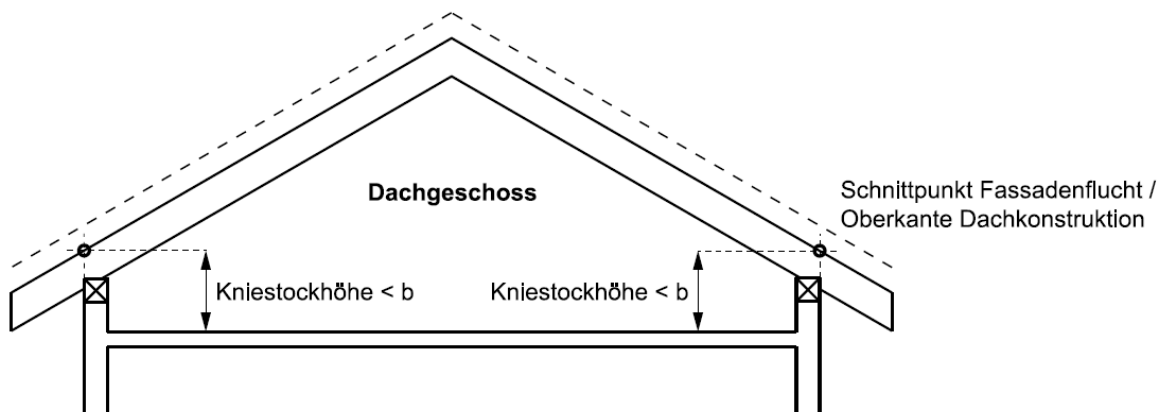 Dachgeschoss
Schnittpunkt Fassadenflucht /
Oberkante Dachkonstruktion
Kniestockhöhe < b
Kniestockhöhe < b